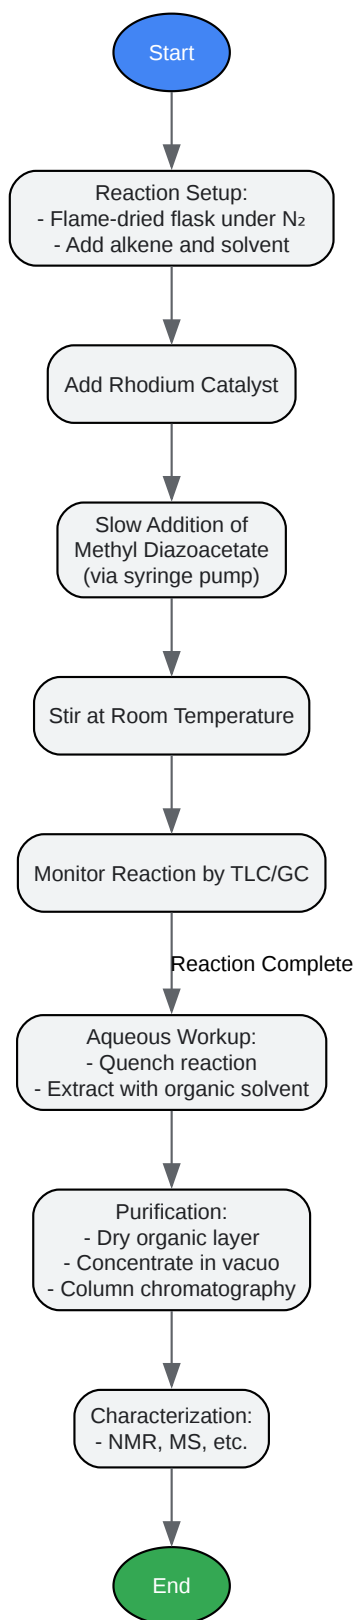 Start
Reaction Setup:
- Flame-dried flask under N₂
- Add alkene and solvent
Add Rhodium Catalyst
Slow Addition of
Methyl Diazoacetate
(via syringe pump)
Stir at Room Temperature
Monitor Reaction by TLC/GC
Reaction Complete
Aqueous Workup:
- Quench reaction
- Extract with organic solvent
Purification:
- Dry organic layer
- Concentrate in vacuo
- Column chromatography
Characterization:
- NMR, MS, etc.
End